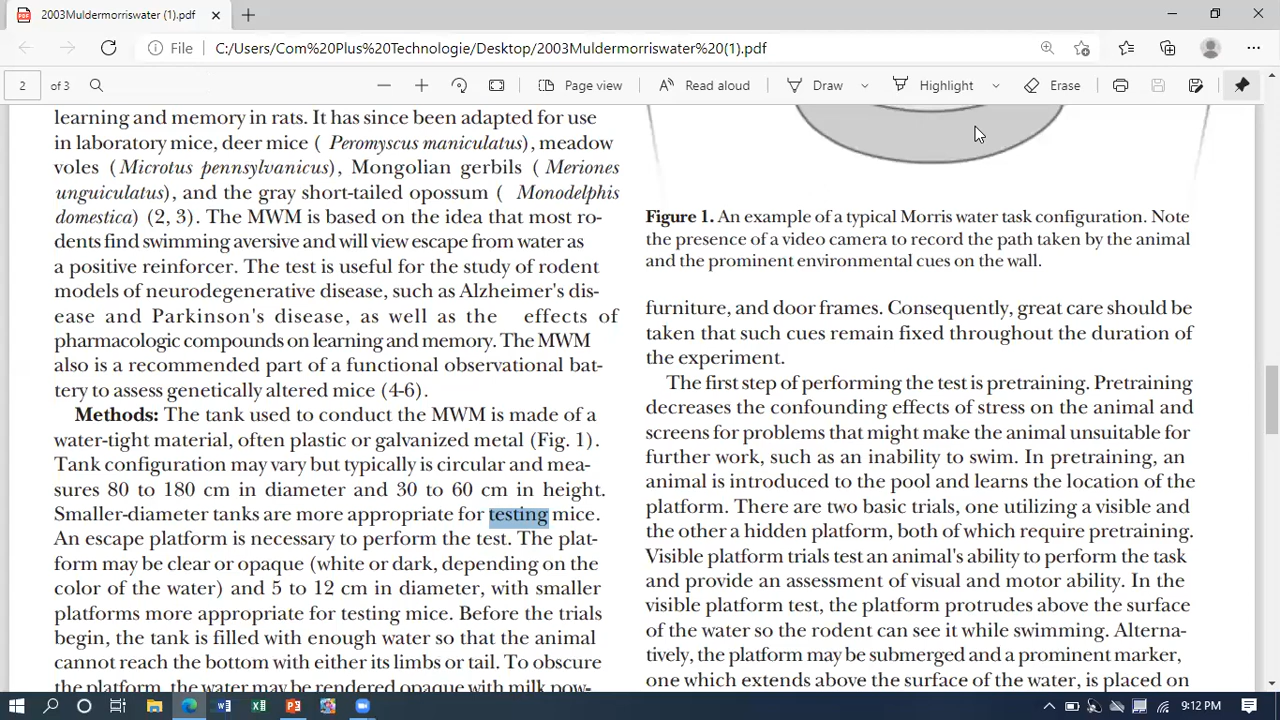 2003Muldermorriswater (1).pdf
File C:/Users/Com%20Plus%20Technologie/Desktop/2003Muldermorriswater%20(1).pdf
2 of 3 Page view Read aloud Draw Highlight Erase
learning and memory in rats. It has since been adapted for use
in laboratory mice, deer mice ( Peromyscus maniculatus), meadow
voles (Microtus pennsylvanicus), Mongolian gerbils ( Meriones
unguiculatus), and the gray short-tailed opossum ( Monodelphis
domestica) (2, 3). The MWM is based on the idea that most ro-
dents find swimming aversive and will view escape from water as
a positive reinforcer. The test is useful for the study of rodent
models of neurodegenerative disease, such as Alzheimer's dis-
ease and Parkinson's disease, as well as the effects of
pharmacologic compounds on learning and memory. The MWM
also is a recommended part of a functional observational bat-
tery to assess genetically altered mice (4-6).
Methods: The tank used to conduct the MWM is made of a
water-tight material, often plastic or galvanized metal (Fig. 1).
Tank configuration may vary but typically is circular and mea-
sures 80 to 180 cm in diameter and 30 to 60 cm in height.
Smaller-diameter tanks are more appropriate for testing mice.
An escape platform is necessary to perform the test. The plat-
form may be clear or opaque (white or dark, depending on the
color of the water) and 5 to 12 cm in diameter, with smaller
platforms more appropriate for testing mice. Before the trials
begin, the tank is filled with enough water so that the animal
cannot reach the bottom with either its limbs or tail. To obscure
the platform, the water may be rendered opaque with milk pow-
Figure 1. An example of a typical Morris water task configuration. Note
the presence of a video camera to record the path taken by the animal
and the prominent environmental cues on the wall.
furniture, and door frames. Consequently, great care should be
taken that such cues remain fixed throughout the duration of
the experiment.
The first step of performing the test is pretraining. Pretraining
decreases the confounding effects of stress on the animal and
screens for problems that might make the animal unsuitable for
further work, such as an inability to swim. In pretraining, an
animal is introduced to the pool and learns the location of the
platform. There are two basic trials, one utilizing a visible and
the other a hidden platform, both of which require pretraining.
Visible platform trials test an animal's ability to perform the task
and provide an assessment of visual and motor ability. In the
visible platform test, the platform protrudes above the surface
of the water so the rodent can see it while swimming. Alterna-
tively, the platform may be submerged and a prominent marker,
one which extends above the surface of the water, is placed on
9:12 PM